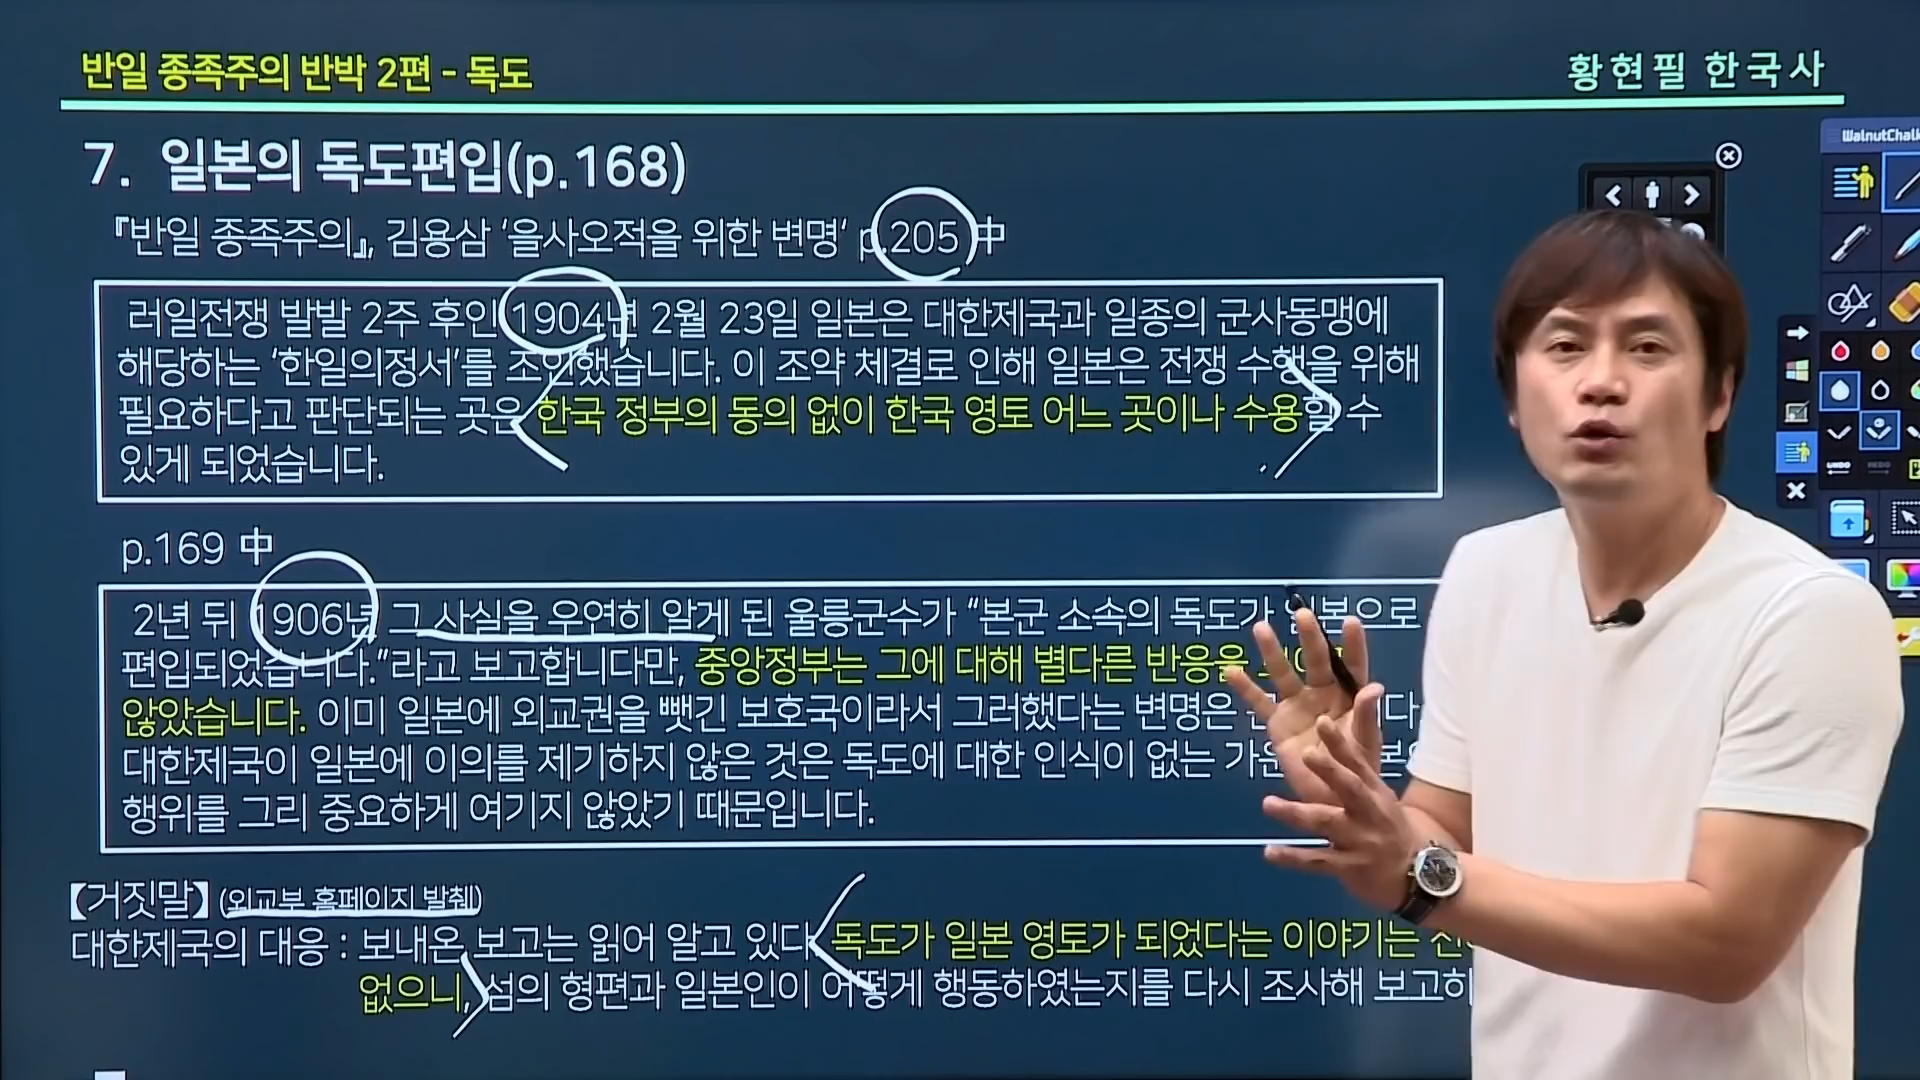 반일 종족주의 반박 2편 - 독도
황현필 한국사
7. 일본의 독도편입(p.168)
『반일 종족주의』, 김용삼 '을사오적을 위한 변명' p.205 中
러일전쟁 발발 2주 후인 1904년 2월 23일 일본은 대한제국과 일종의 군사동맹에
해당하는 '한일의정서'를 조인했습니다. 이 조약 체결로 인해 일본은 전쟁 수행을 위해
필요하다고 판단되는 곳은 한국 정부의 동의 없이 한국 영토 어느 곳이나 수용할 수
있게 되었습니다.
p.169 中
2년 뒤 1906년 그 사실을 우연히 알게 된 울릉군수가 “본군 소속의 독도가 일본으로
편입되었습니다.”라고 보고합니다만, 중앙정부는 그에 대해 별다른 반응을
않았습니다. 이미 일본에 외교권을 뺏긴 보호국이라서 그러했다는 변명은
대한제국이 일본에 이의를 제기하지 않은 것은 독도에 대한 인식이 없는
행위를 그리 중요하게 여기지 않았기 때문입니다.
【거짓말】 (외교부 홈페이지 발췌)
대한제국의 대응 : 보내온 보고는 읽어 알고 있다. 독도가 일본 영토가 되었다는 이야기는
없으니, 섬의 형편과 일본인이 어떻게 행동하였는지를 다시 조사해
WalnutChalk
UNDO
REDO